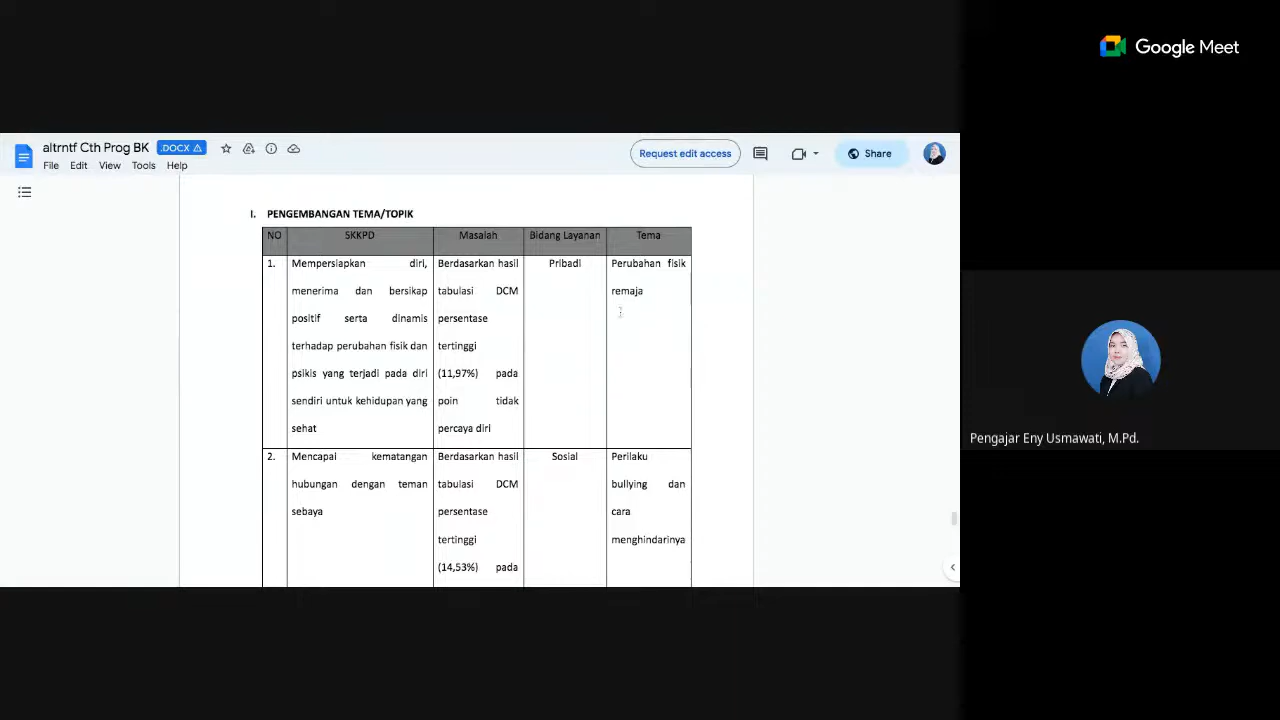 Google Meet
altrntf Cth Prog BK .DOCX
File Edit View Tools Help
Request edit access
Share
I. PENGEMBANGAN TEMA/TOPIK
NO SKKPD Masalah Bidang Layanan Tema
1. Mempersiapkan diri, Berdasarkan hasil Pribadi Perubahan fisik
menerima dan bersikap tabulasi DCM remaja
positif serta dinamis persentase
terhadap perubahan fisik dan tertinggi
psikis yang terjadi pada diri (11,97%) pada
sendiri untuk kehidupan yang poin tidak
sehat percaya diri
2. Mencapai kematangan Berdasarkan hasil Sosial Perilaku
hubungan dengan teman tabulasi DCM bullying dan
sebaya persentase cara
tertinggi menghindarinya
(14,53%) pada
Pengajar Eny Usmawati, M.Pd.